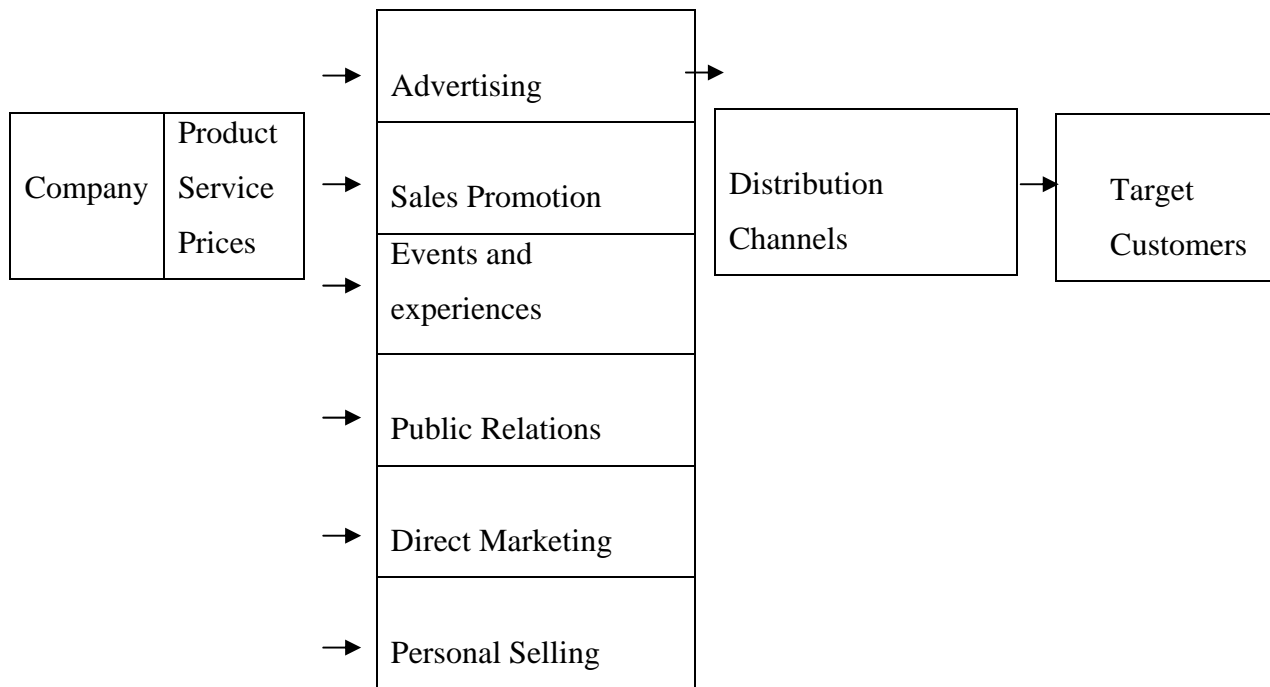 Company
Product
Service
Prices
Advertising
Sales Promotion
Events and
experiences
Public Relations
Direct Marketing
Personal Selling
Distribution
Channels
Target
Customers